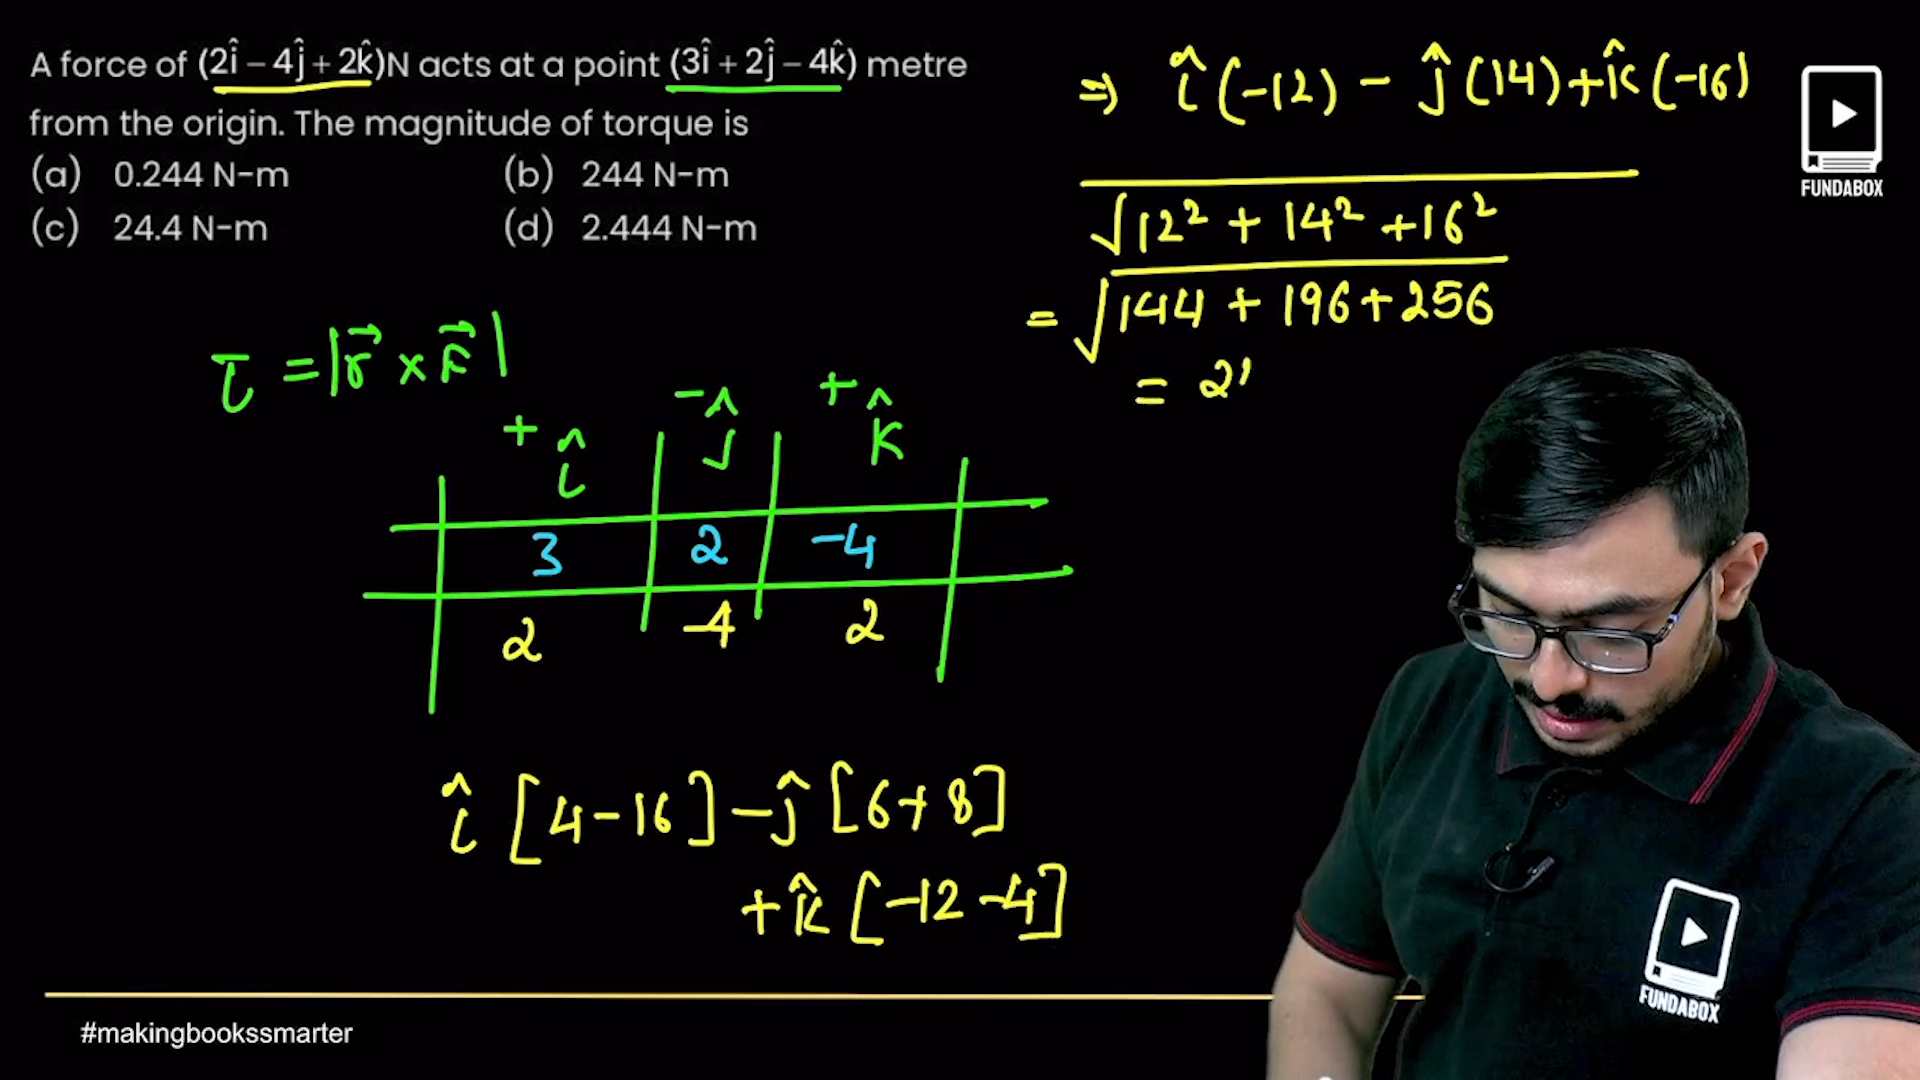 A force of (2î − 4ĵ + 2k̂)N acts at a point (3î + 2ĵ − 4k̂) metre
from the origin. The magnitude of torque is
(a) 0.244 N-m (b) 244 N-m
(c) 24.4 N-m (d) 2.444 N-m
τ = |r⃗ × F⃗|
+ î −ĵ + k̂
3 2 −4
2 −4 2
î [4 − 16] − ĵ [6 + 8]
+ k̂ [−12 − 4]
⇒ î (−12) − ĵ (14) + k̂ (−16)
√12² + 14² + 16²
= √144 + 196 + 256
= 2
FUNDABOX
FUNDABOX
#makingbookssmarter